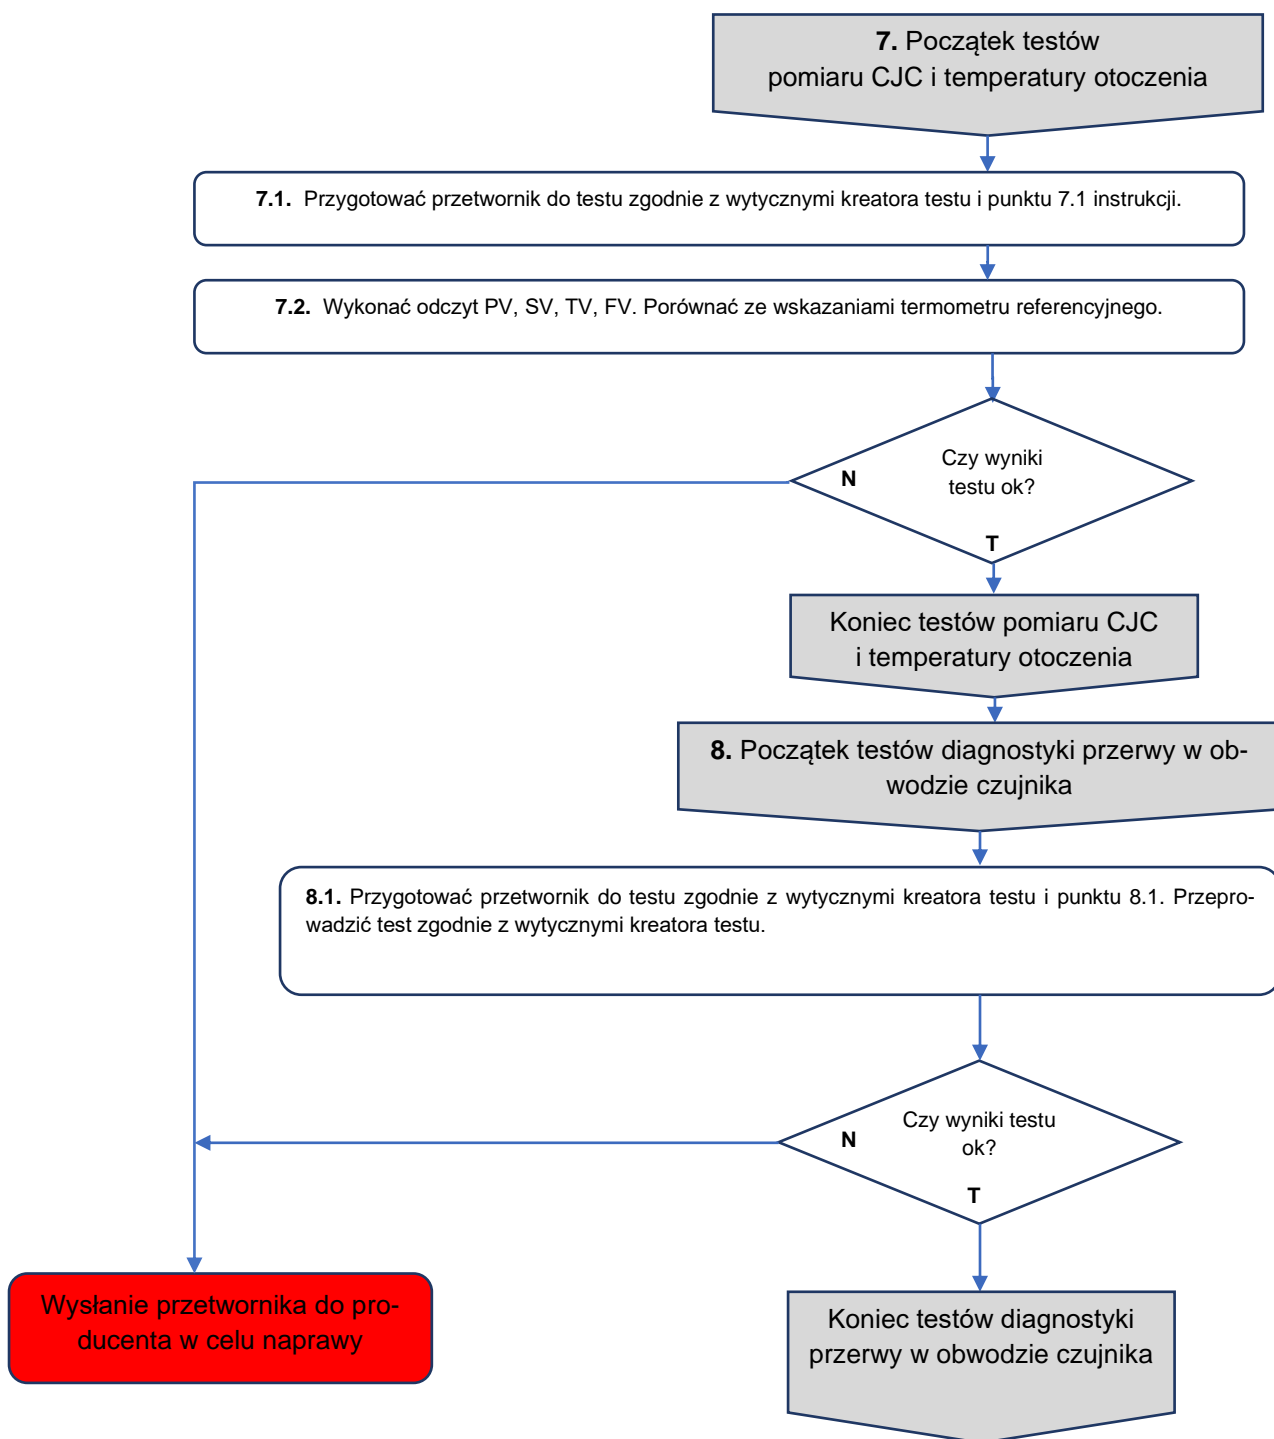 7. Początek testów
pomiaru CJC i temperatury otoczenia
7.1. Przygotować przetwornik do testu zgodnie z wytycznymi kreatora testu i punktu 7.1 instrukcji.
7.2. Wykonać odczyt PV, SV, TV, FV. Porównać ze wskazaniami termometru referencyjnego.
Czy wyniki
testu ok?
N
T
Koniec testów pomiaru CJC
i temperatury otoczenia
8. Początek testów diagnostyki przerwy w ob-
wodzie czujnika
8.1. Przygotować przetwornik do testu zgodnie z wytycznymi kreatora testu i punktu 8.1. Przepro-
wadzić test zgodnie z wytycznymi kreatora testu.
Czy wyniki testu
ok?
N
T
Wysłanie przetwornika do pro-
ducenta w celu naprawy
Koniec testów diagnostyki
przerwy w obwodzie czujnika